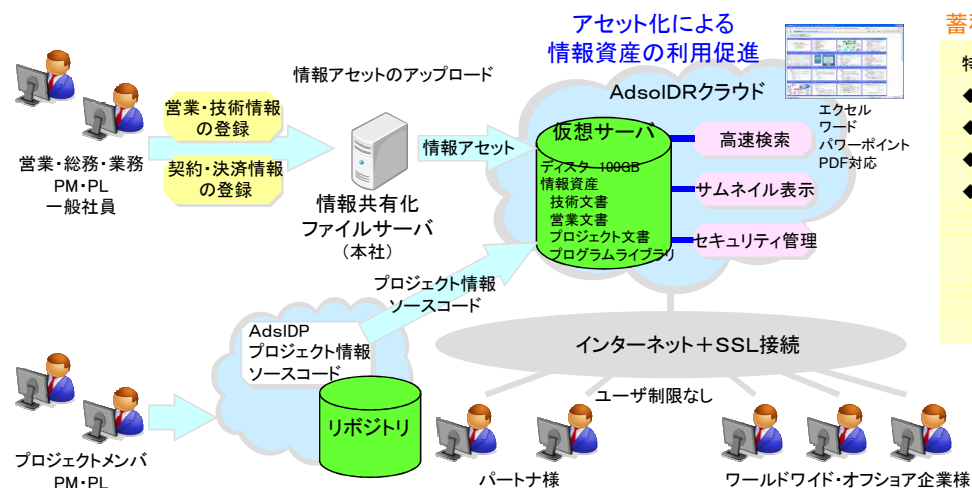 アセット化による
情報資産の利用促進
蓄
特
◆
◆
◆
◆
情報アセットのアップロード
AdsolDRクラウド
エクセル
ワード
パワーポイント
PDF対応
営業・技術情報
の登録
契約・決済情報
の登録
営業・総務・業務
PM・PL
一般社員
情報共有化
ファイルサーバ
（本社）
情報アセット
仮想サーバ
ディスク 100GB
情報資産
技術文書
営業文書
プロジェクト文書
プログラムライブラリ
高速検索
サムネイル表示
セキュリティ管理
プロジェクト情報
ソースコード
AdsIDP
プロジェクト情報
ソースコード
リポジトリ
インターネット＋SSL接続
ユーザ制限なし
プロジェクトメンバ
PM・PL
パートナ様
ワールドワイド・オフショア企業様